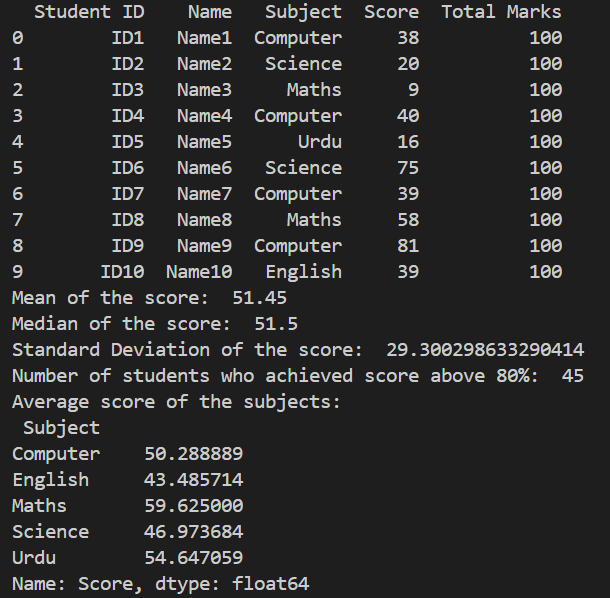 Student ID Name Subject Score Total Marks
0 ID1 Name1 Computer 38 100
1 ID2 Name2 Science 20 100
2 ID3 Name3 Maths 9 100
3 ID4 Name4 Computer 40 100
4 ID5 Name5 Urdu 16 100
5 ID6 Name6 Science 75 100
6 ID7 Name7 Computer 39 100
7 ID8 Name8 Maths 58 100
8 ID9 Name9 Computer 81 100
9 ID10 Name10 English 39 100
Mean of the score: 51.45
Median of the score: 51.5
Standard Deviation of the score: 29.300298633290414
Number of students who achieved score above 80%: 45
Average score of the subjects:
Subject
Computer 50.288889
English 43.485714
Maths 59.625000
Science 46.973684
Urdu 54.647059
Name: Score, dtype: float64